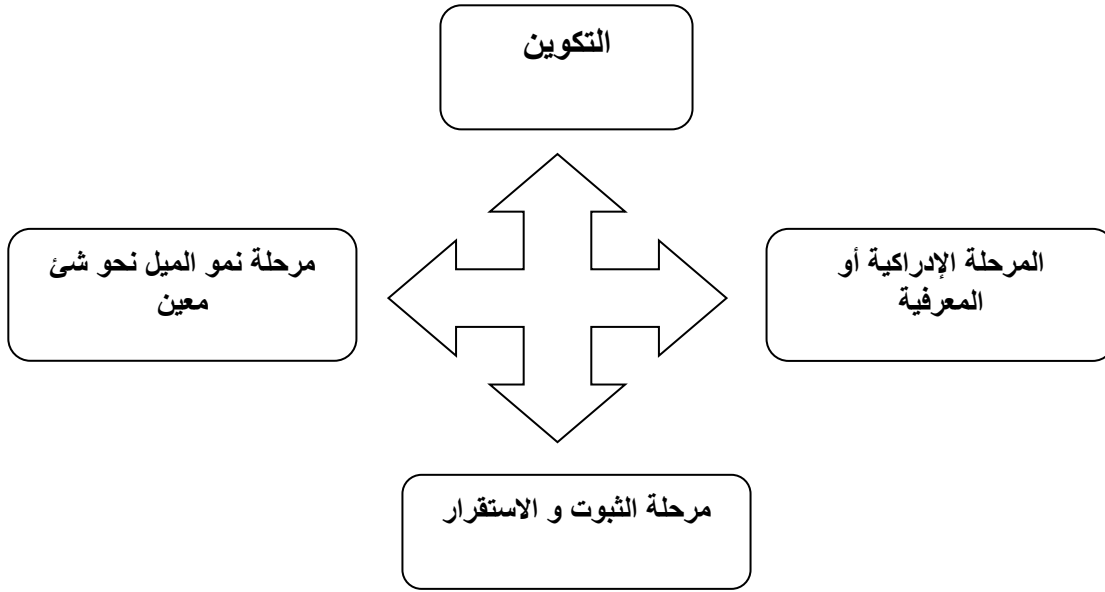 التكوين
المرحلة الإدراكية أو
المعرفية
مرحلة نمو الميل نحو شئ
معين
مرحلة الثبوت و الاستقرار